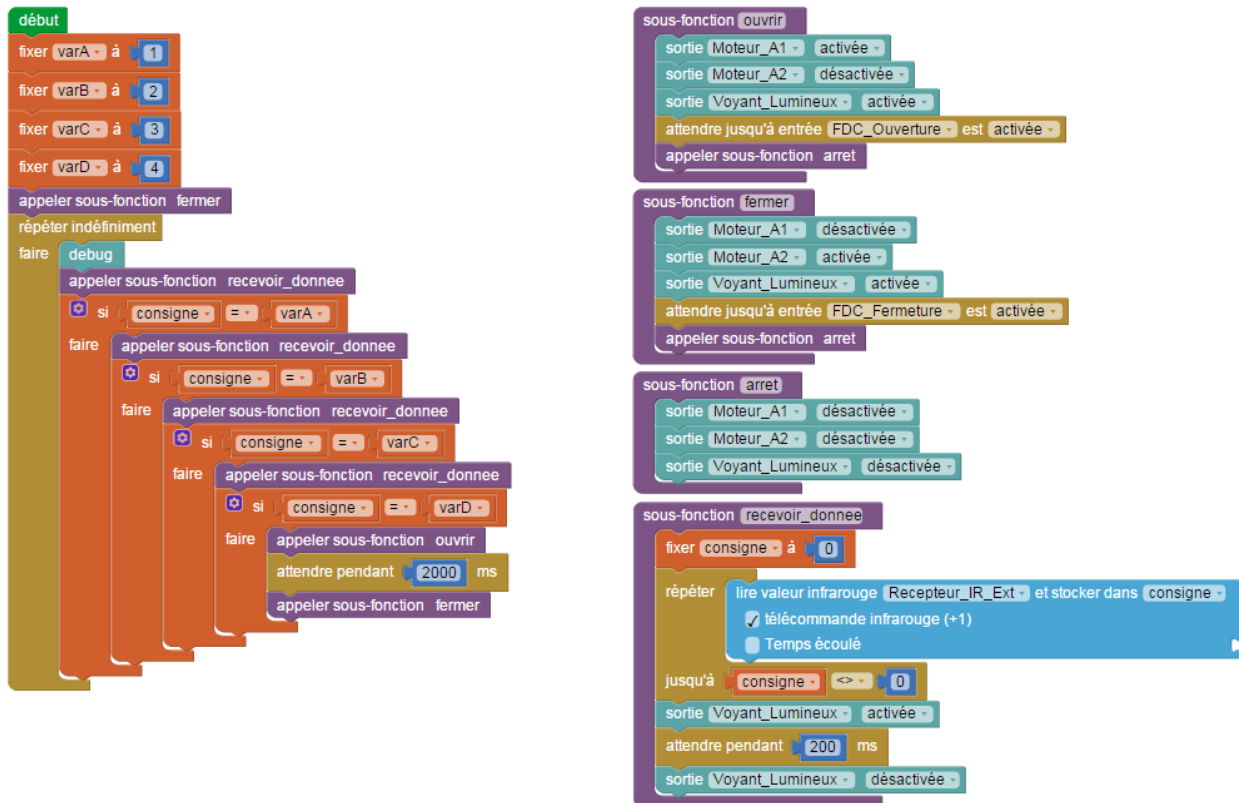 début
fixer varA à 1
fixer varB à 2
fixer varC à 3
fixer varD à 4
appeler sous-fonction fermer
répéter indéfiniment
faire debug
appeler sous-fonction recevoir_donnee
si consigne = varA
faire appeler sous-fonction recevoir_donnee
si consigne = varB
faire appeler sous-fonction recevoir_donnee
si consigne = varC
faire appeler sous-fonction recevoir_donnee
si consigne = varD
faire appeler sous-fonction ouvrir
attendre pendant 2000 ms
appeler sous-fonction fermer
sous-fonction ouvrir
sortie Moteur_A1 activée
sortie Moteur_A2 désactivée
sortie Voyant_Lumineux activée
attendre jusqu'à entrée FDC_Ouverture est activée
appeler sous-fonction arret
sous-fonction fermer
sortie Moteur_A1 désactivée
sortie Moteur_A2 activée
sortie Voyant_Lumineux activée
attendre jusqu'à entrée FDC_Fermeture est activée
appeler sous-fonction arret
sous-fonction arret
sortie Moteur_A1 désactivée
sortie Moteur_A2 désactivée
sortie Voyant_Lumineux désactivée
sous-fonction recevoir_donnee
fixer consigne à 0
répéter lire valeur infrarouge Recepteur_IR_Ext et stocker dans consigne
télécommande infrarouge (+1)
Temps écoulé
jusqu'à consigne <> 0
sortie Voyant_Lumineux activée
attendre pendant 200 ms
sortie Voyant_Lumineux désactivée